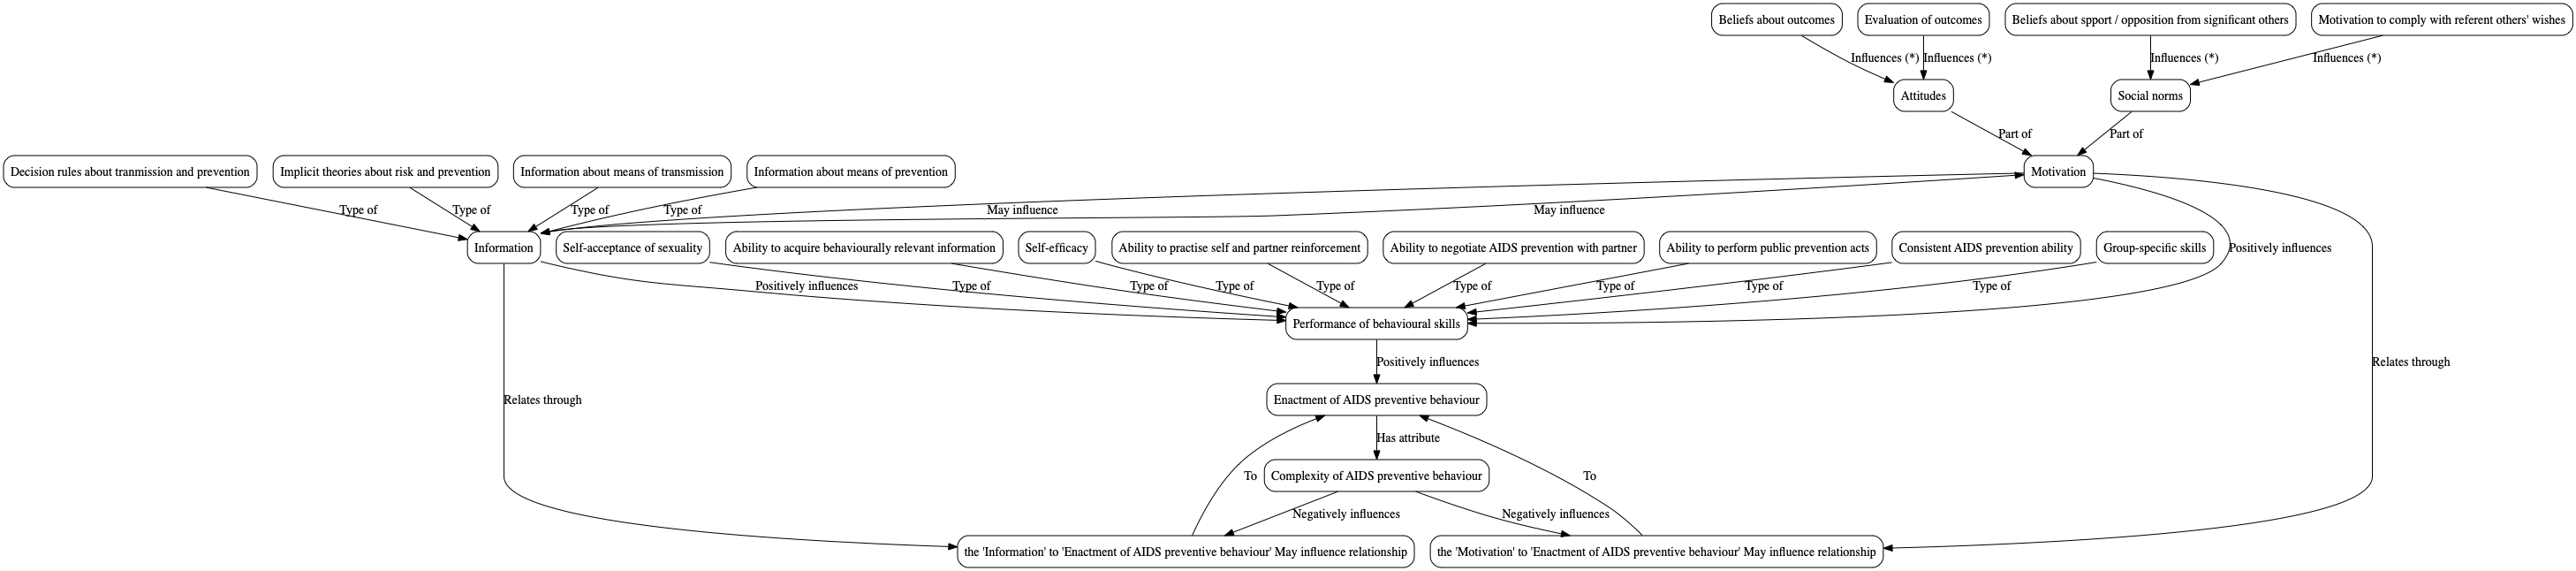 Beliefs about outcomes
Evaluation of outcomes
Beliefs about spport / opposition from significant others
Motivation to comply with referent others' wishes
Influences (*)
Influences (*)
Influences (*)
Influences (*)
Attitudes
Social norms
Part of
Part of
Decision rules about tranmission and prevention
Implicit theories about risk and prevention
Information about means of transmission
Information about means of prevention
Motivation
Type of
Type of
Type of
Type of
May influence
May influence
Information
Self-acceptance of sexuality
Ability to acquire behaviourally relevant information
Self-efficacy
Ability to practise self and partner reinforcement
Ability to negotiate AIDS prevention with partner
Ability to perform public prevention acts
Consistent AIDS prevention ability
Group-specific skills
Positively influences
Positively influences
Type of
Type of
Type of
Type of
Type of
Type of
Type of
Type of
Performance of behavioural skills
Positively influences
Relates through
Relates through
Enactment of AIDS preventive behaviour
Has attribute
To
Complexity of AIDS preventive behaviour
To
Negatively influences
Negatively influences
the 'Information' to 'Enactment of AIDS preventive behaviour' May influence relationship
the 'Motivation' to 'Enactment of AIDS preventive behaviour' May influence relationship